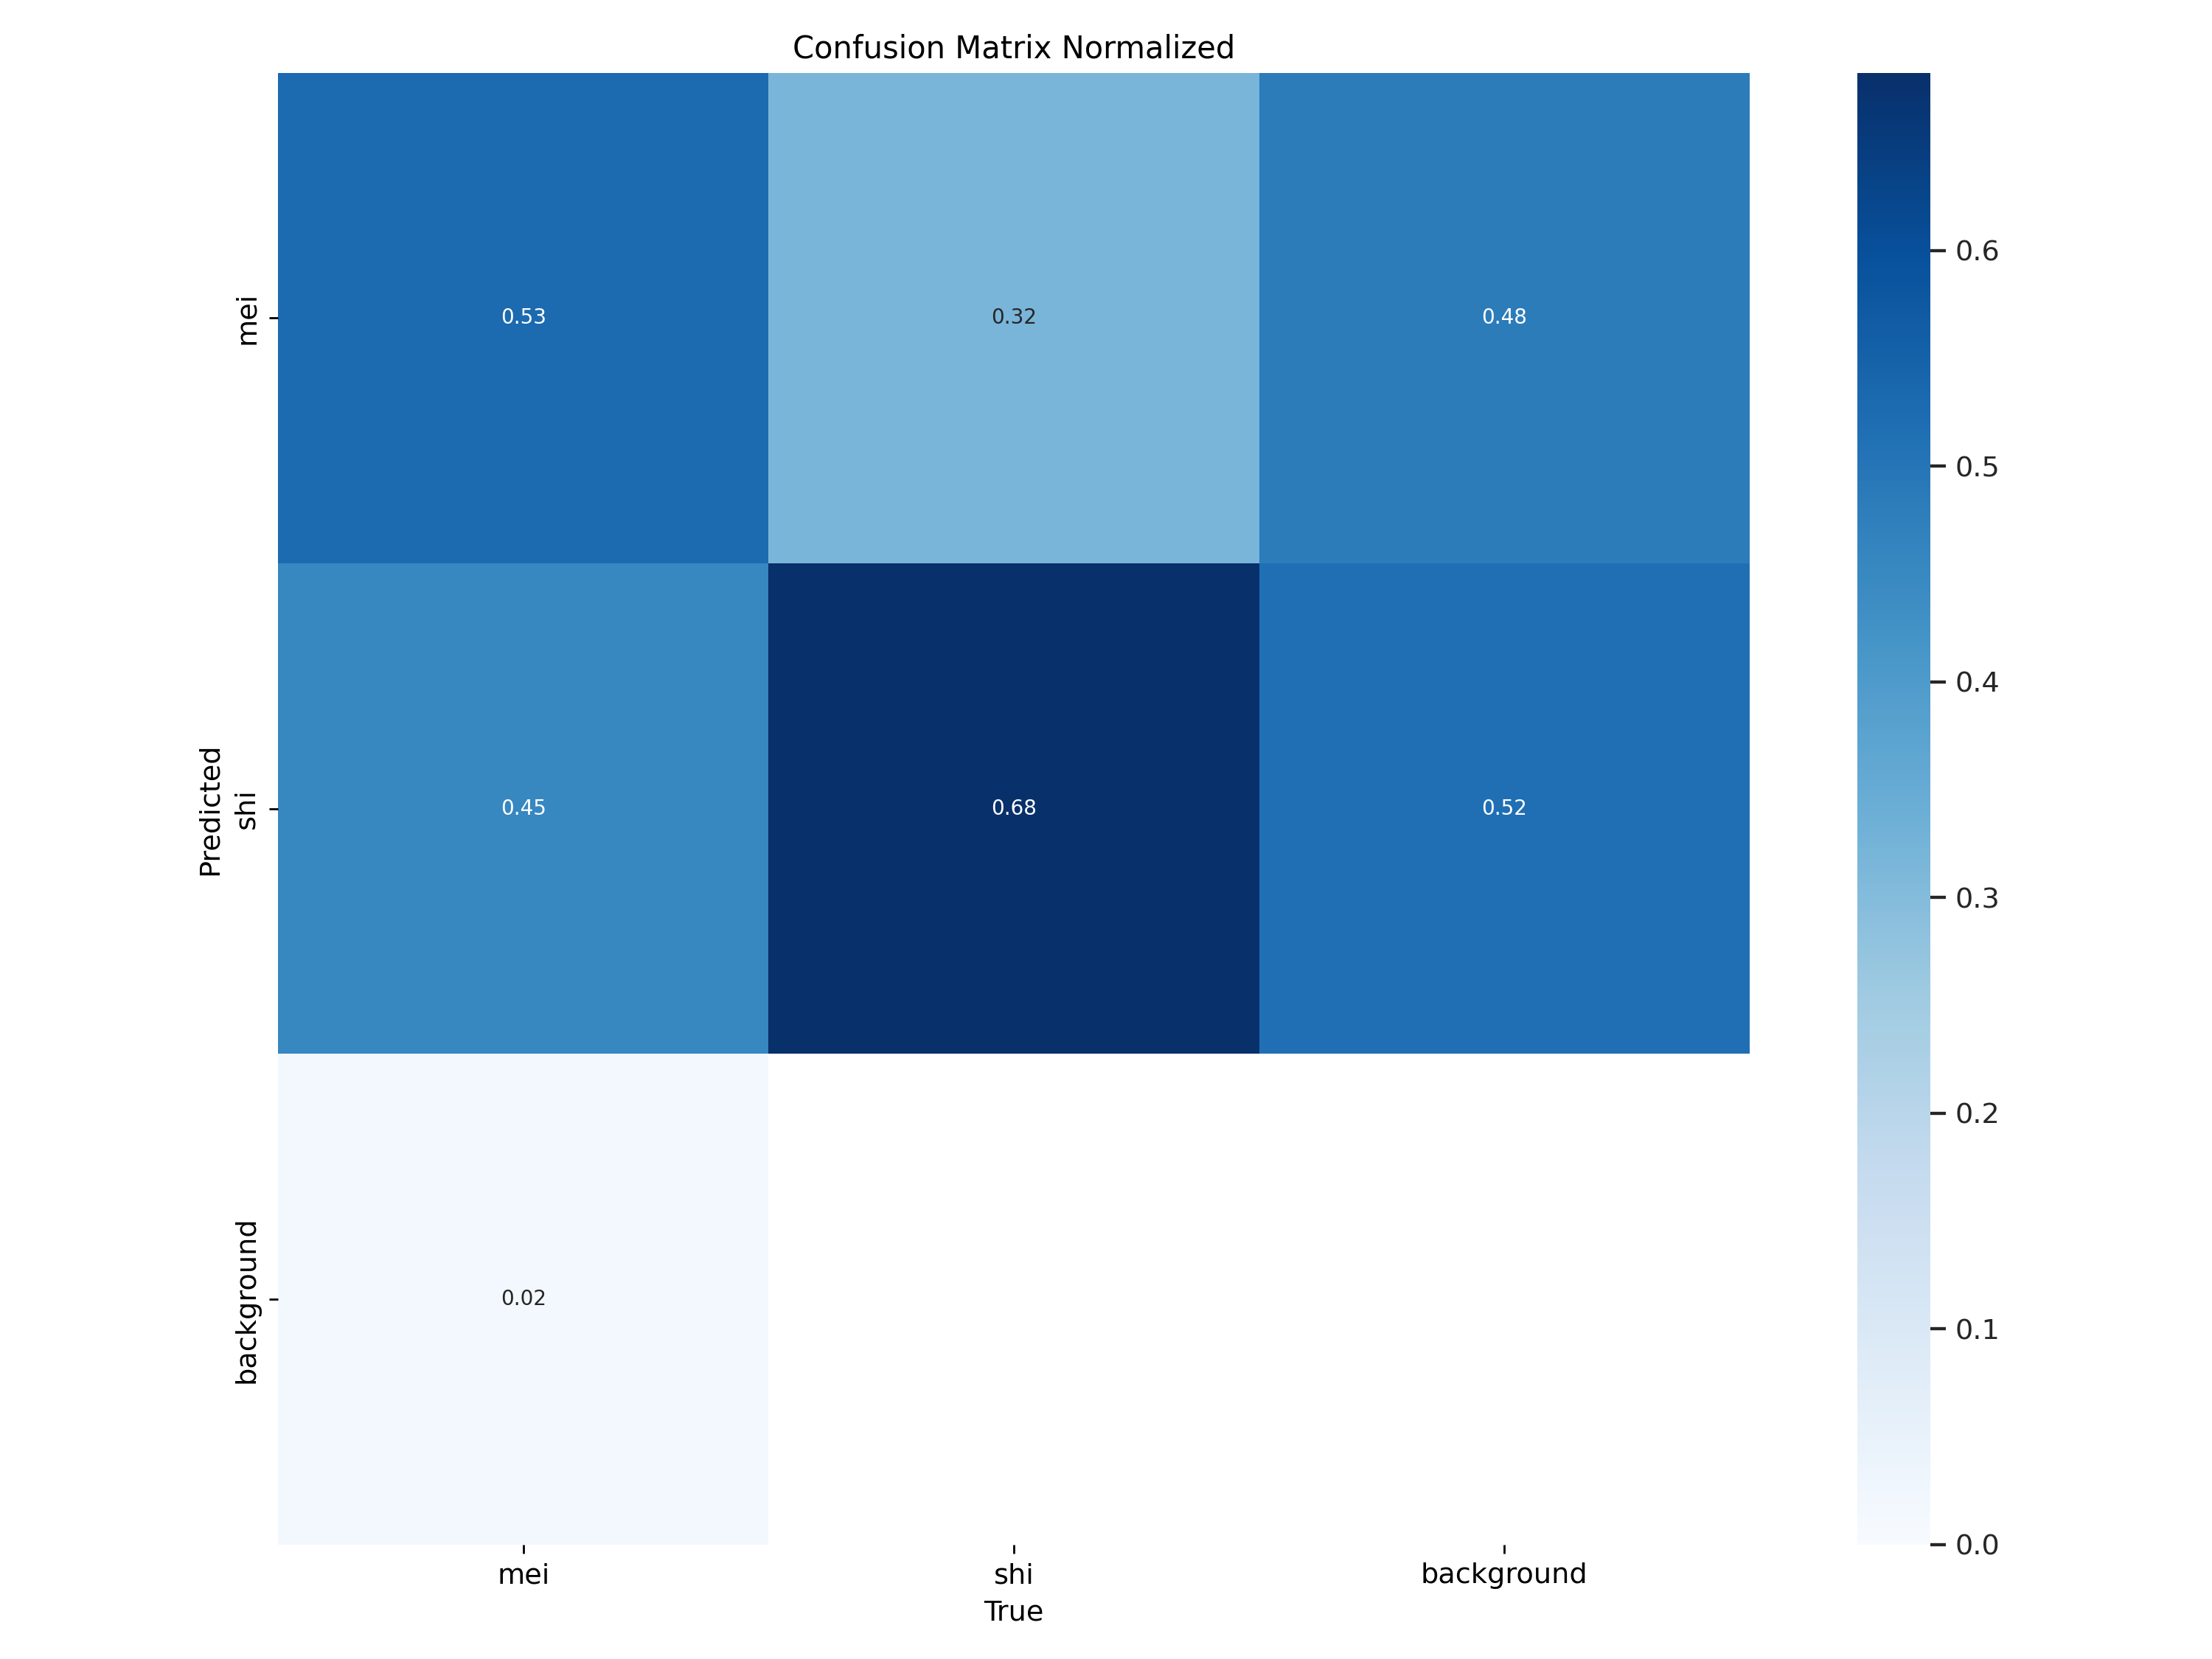 Confusion Matrix Normalized
mei
0.53
0.32
0.48
0.6
0.5
Predicted
shi
0.45
0.68
0.52
0.4
0.3
background
0.02
0.2
0.1
0.0
mei
shi
background
True